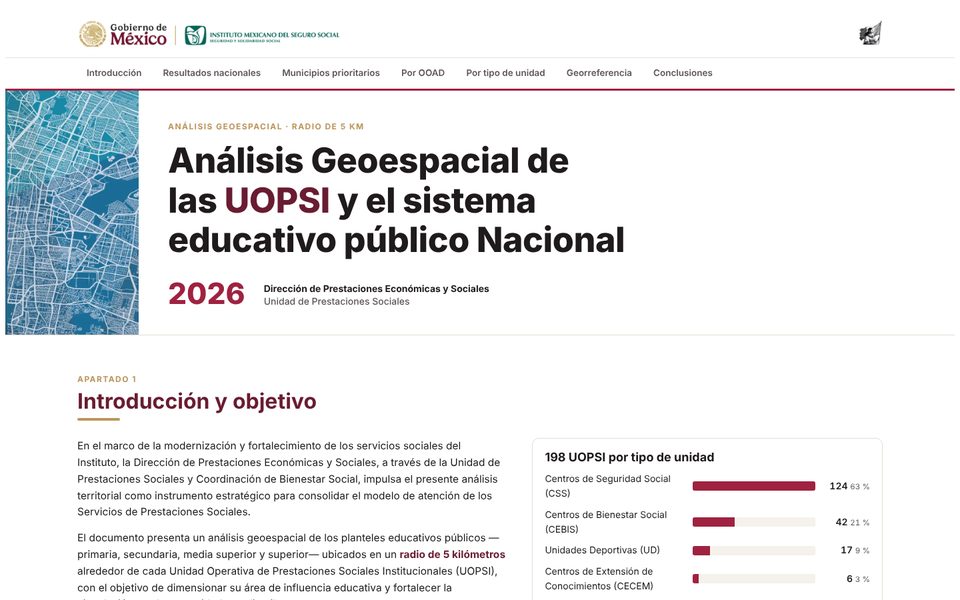 Gobierno de
México
INSTITUTO MEXICANO DEL SEGURO SOCIAL
SEGURIDAD Y SOLIDARIDAD SOCIAL
Introducción
Resultados nacionales
Municipios prioritarios
Por OOAD
Por tipo de unidad
Georreferencia
Conclusiones
ANÁLISIS GEOESPACIAL · RADIO DE 5 KM
Análisis Geoespacial de
las UOPSI y el sistema
educativo público Nacional
2026
Dirección de Prestaciones Económicas y Sociales
Unidad de Prestaciones Sociales
APARTADO 1
Introducción y objetivo
En el marco de la modernización y fortalecimiento de los servicios sociales del
Instituto, la Dirección de Prestaciones Económicas y Sociales, a través de la Unidad de
Prestaciones Sociales y Coordinación de Bienestar Social, impulsa el presente análisis
territorial como instrumento estratégico para consolidar el modelo de atención de los
Servicios de Prestaciones Sociales.
El documento presenta un análisis geoespacial de los planteles educativos públicos —
primaria, secundaria, media superior y superior— ubicados en un radio de 5 kilómetros
alrededor de cada Unidad Operativa de Prestaciones Sociales Institucionales (UOPSI),
con el objetivo de dimensionar su área de influencia educativa y fortalecer la
198 UOPSI por tipo de unidad
Centros de Seguridad Social
(CSS)
124 63 %
Centros de Bienestar Social
(CEBIS)
42 21 %
Unidades Deportivas (UD)
17 9 %
Centros de Extensión de
Conocimientos (CECEM)
6 3 %